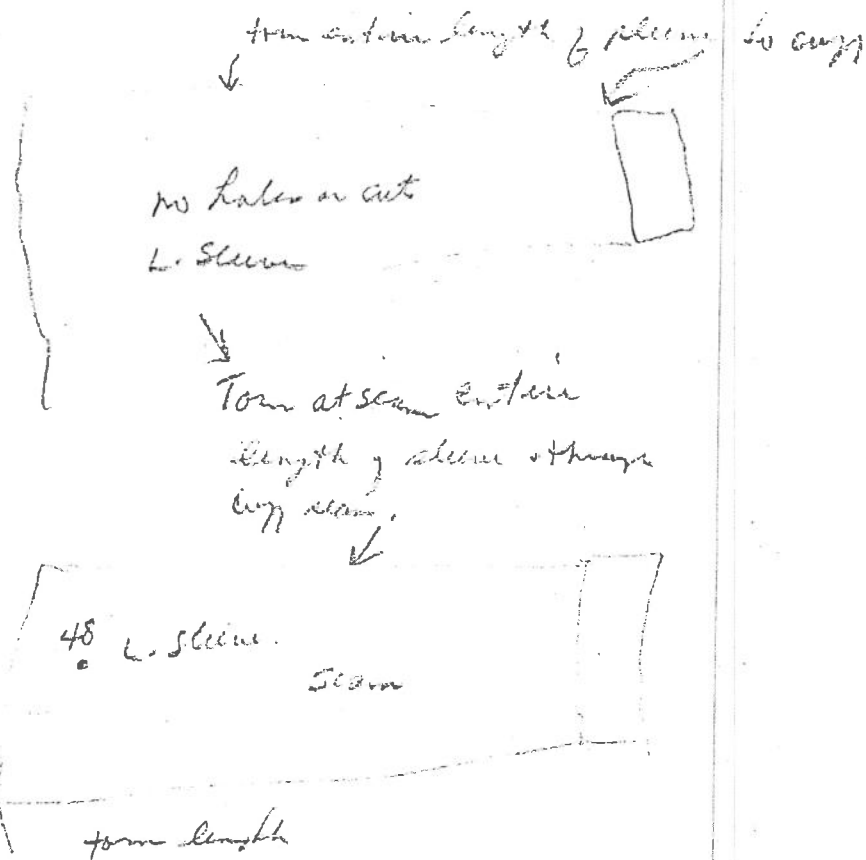 torn entire length of sleeve to cuff
no holes or cuts
L. Sleeve
Torn at seam entire
length of sleeve + through
cuff seam.
48 L. Sleeve.
Seam
torn length